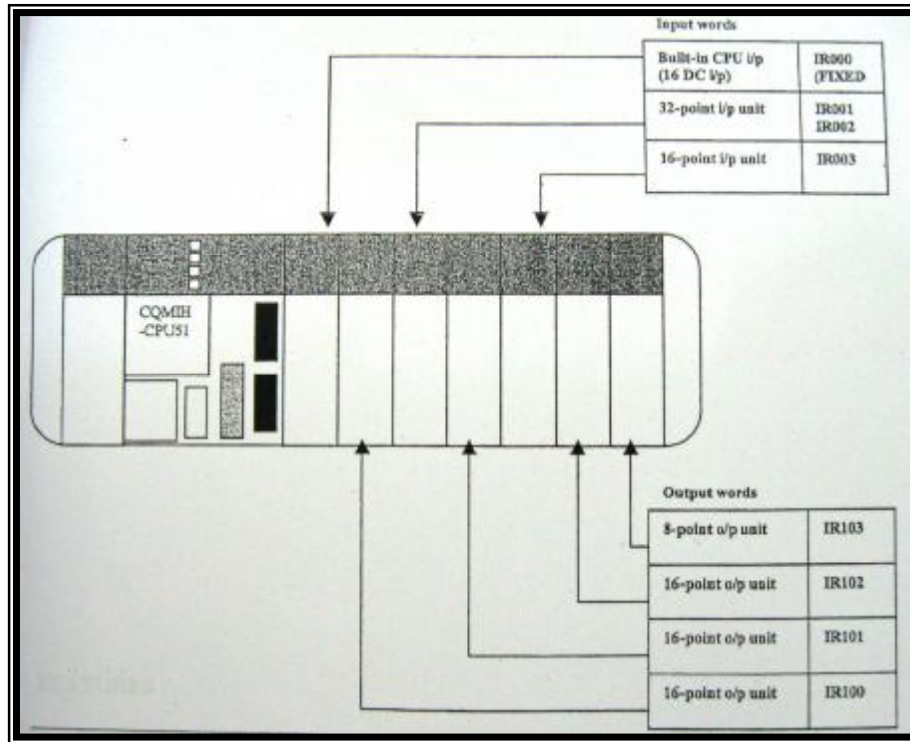 Input words
Built-in CPU i/p IR000
(16 DC i/p) (FIXED
32-point i/p unit IR001
IR002
16-point i/p unit IR003
CQMIH
-CPU51
Output words
8-point o/p unit IR103
16-point o/p unit IR102
16-point o/p unit IR101
16-point o/p unit IR100